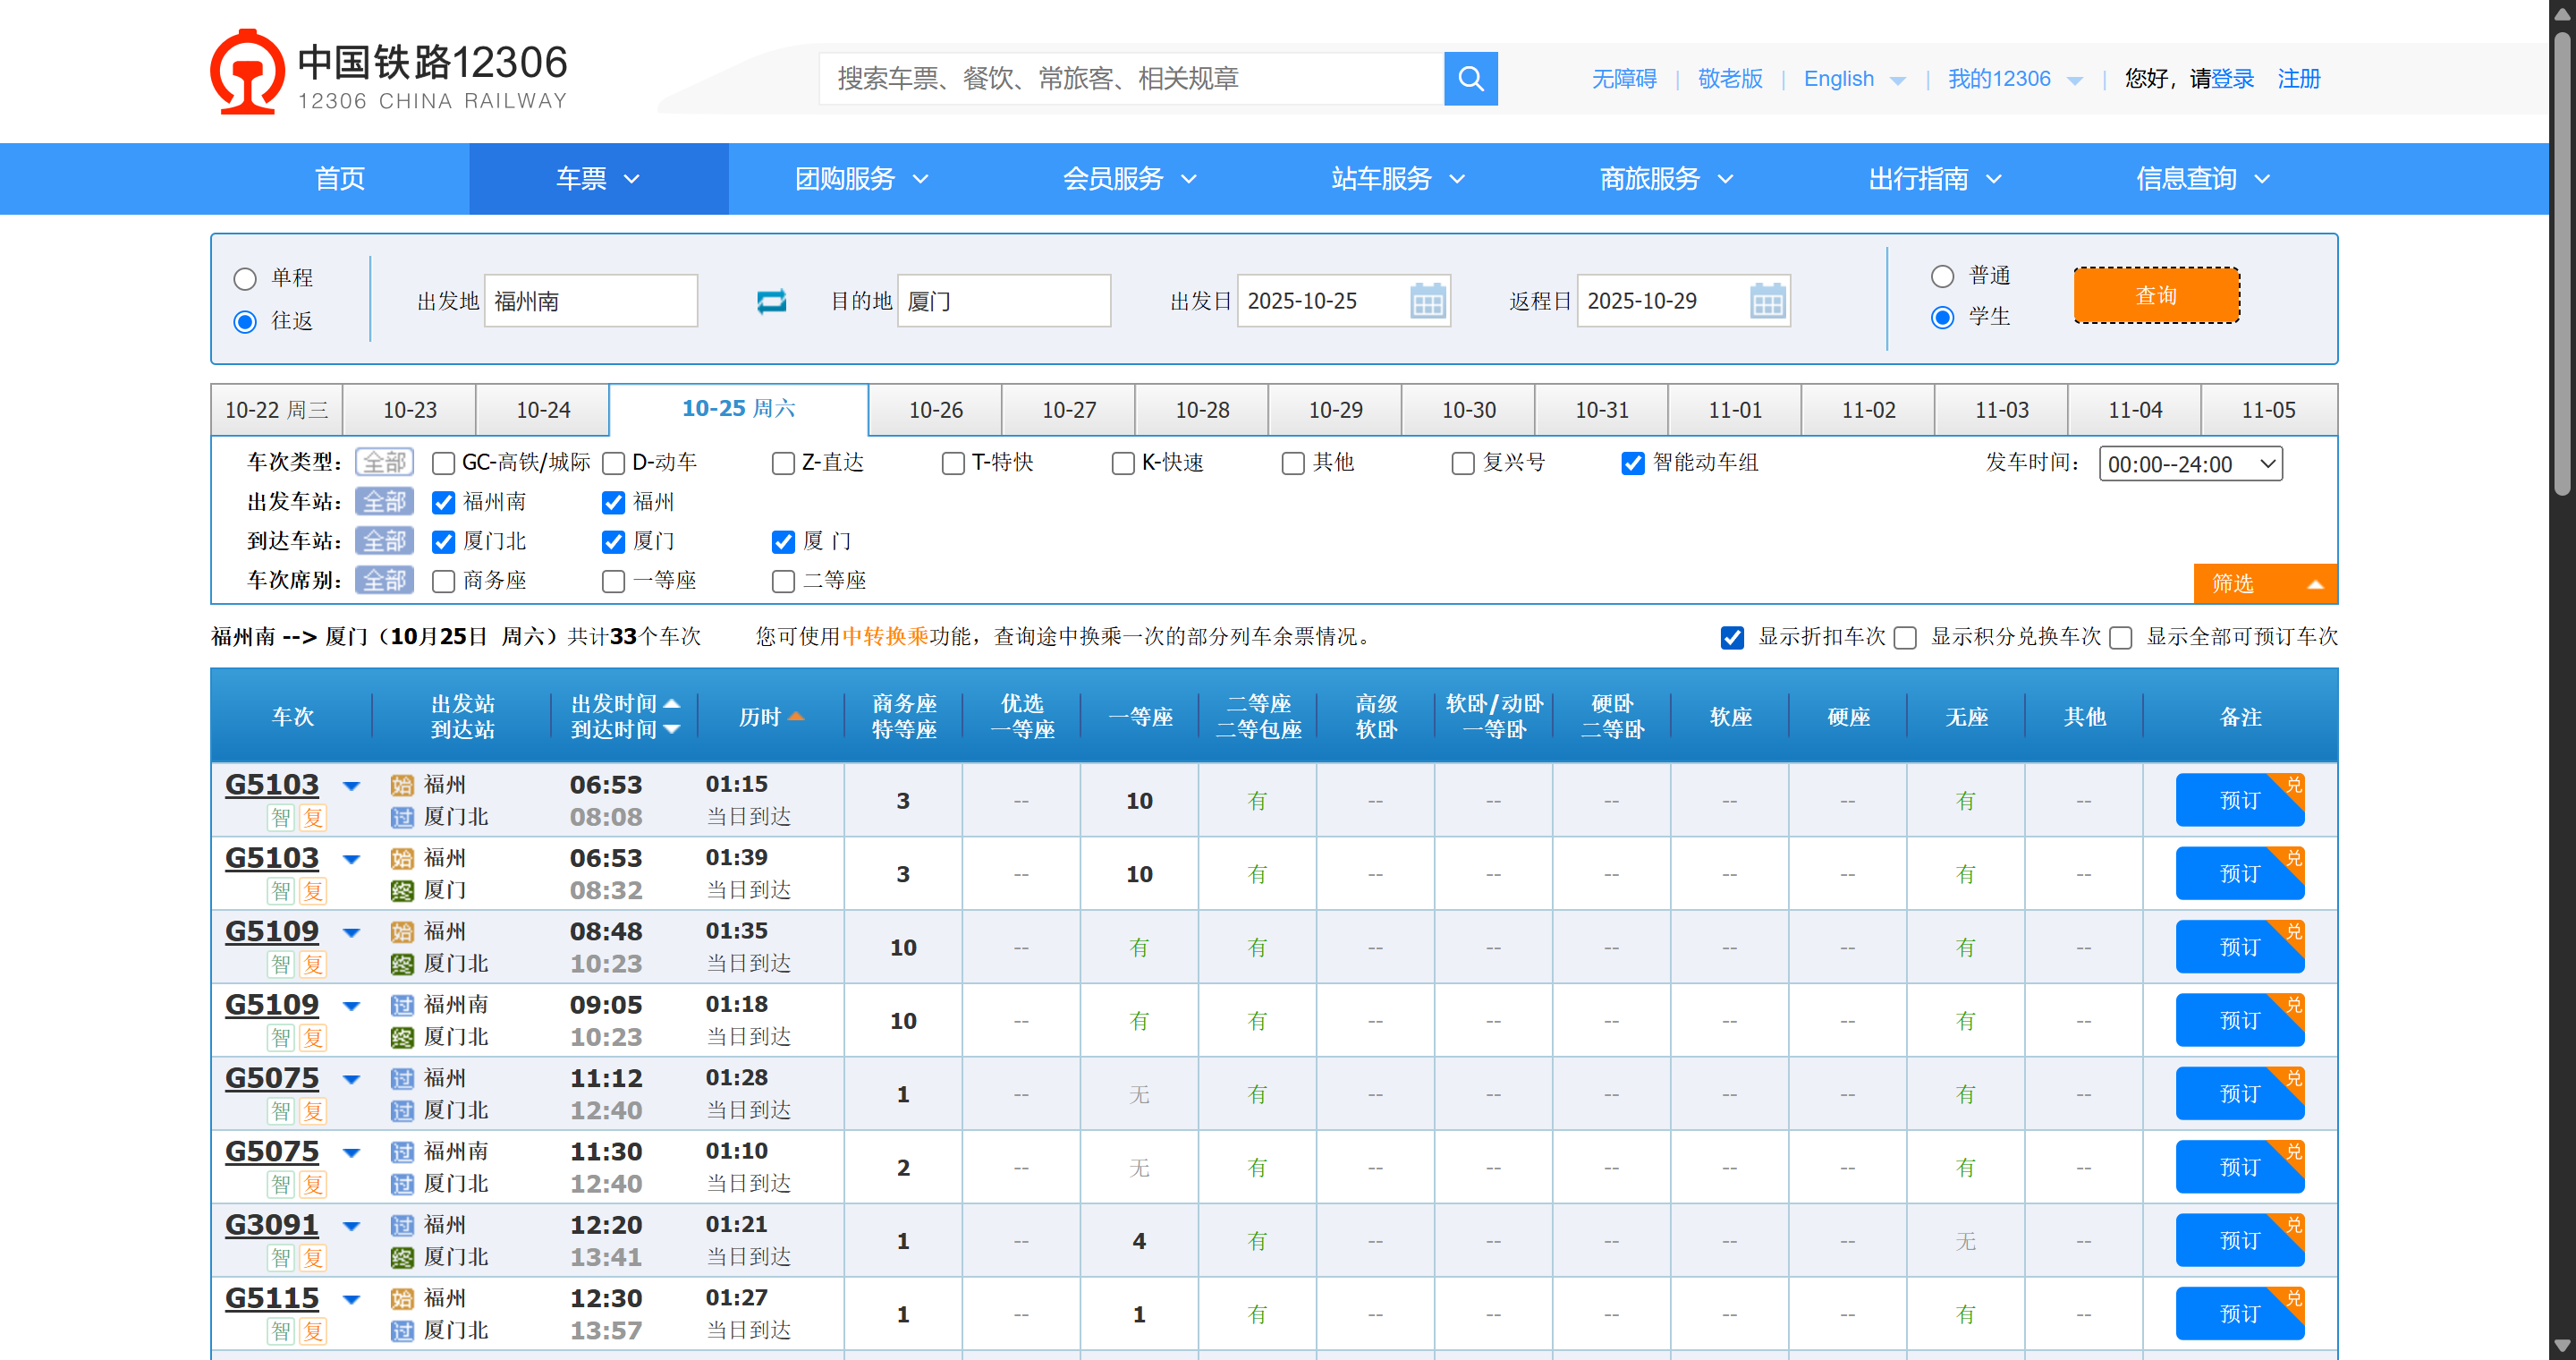 中国铁路12306
12306 CHINA RAILWAY
搜索车票、餐饮、常旅客、相关规章
无障碍 | 敬老版 | English | 我的12306 | 您好，请登录 注册
首页 车票 团购服务 会员服务 站车服务 商旅服务 出行指南 信息查询
单程
往返
出发地 福州南 目的地 厦门 出发日 2025-10-25 返程日 2025-10-29
普通
学生
查询
10-22 周三 10-23 10-24 10-25 周六 10-26 10-27 10-28 10-29 10-30 10-31 11-01 11-02 11-03 11-04 11-05
车次类型： 全部 GC-高铁/城际 D-动车 Z-直达 T-特快 K-快速 其他 复兴号 智能动车组 发车时间： 00:00--24:00
出发车站： 全部 福州南 福州
到达车站： 全部 厦门北 厦门 厦 门
车次席别： 全部 商务座 一等座 二等座
筛选
福州南 --> 厦门（10月25日 周六）共计33个车次 您可使用中转换乘功能，查询途中换乘一次的部分列车余票情况。 显示折扣车次 显示积分兑换车次 显示全部可预订车次
车次 出发站 到达站 出发时间 到达时间 历时 商务座 特等座 优选 一等座 一等座 二等座 二等包座 高级 软卧 软卧/动卧 一等卧 硬卧 二等卧 软座 硬座 无座 其他 备注
G5103 始 福州 06:53 01:15 3 -- 10 有 -- -- -- -- -- 有 -- 预订 兑
智 复 过 厦门北 08:08 当日到达
G5103 始 福州 06:53 01:39 3 -- 10 有 -- -- -- -- -- 有 -- 预订 兑
智 复 终 厦门 08:32 当日到达
G5109 始 福州 08:48 01:35 10 -- 有 有 -- -- -- -- -- 有 -- 预订 兑
智 复 终 厦门北 10:23 当日到达
G5109 过 福州南 09:05 01:18 10 -- 有 有 -- -- -- -- -- 有 -- 预订 兑
智 复 终 厦门北 10:23 当日到达
G5075 过 福州 11:12 01:28 1 -- 无 有 -- -- -- -- -- 有 -- 预订 兑
智 复 过 厦门北 12:40 当日到达
G5075 过 福州南 11:30 01:10 2 -- 无 有 -- -- -- -- -- 有 -- 预订 兑
智 复 过 厦门北 12:40 当日到达
G3091 过 福州 12:20 01:21 1 -- 4 有 -- -- -- -- -- 无 -- 预订 兑
智 复 终 厦门北 13:41 当日到达
G5115 始 福州 12:30 01:27 1 -- 1 有 -- -- -- -- -- 有 -- 预订 兑
智 复 过 厦门北 13:57 当日到达